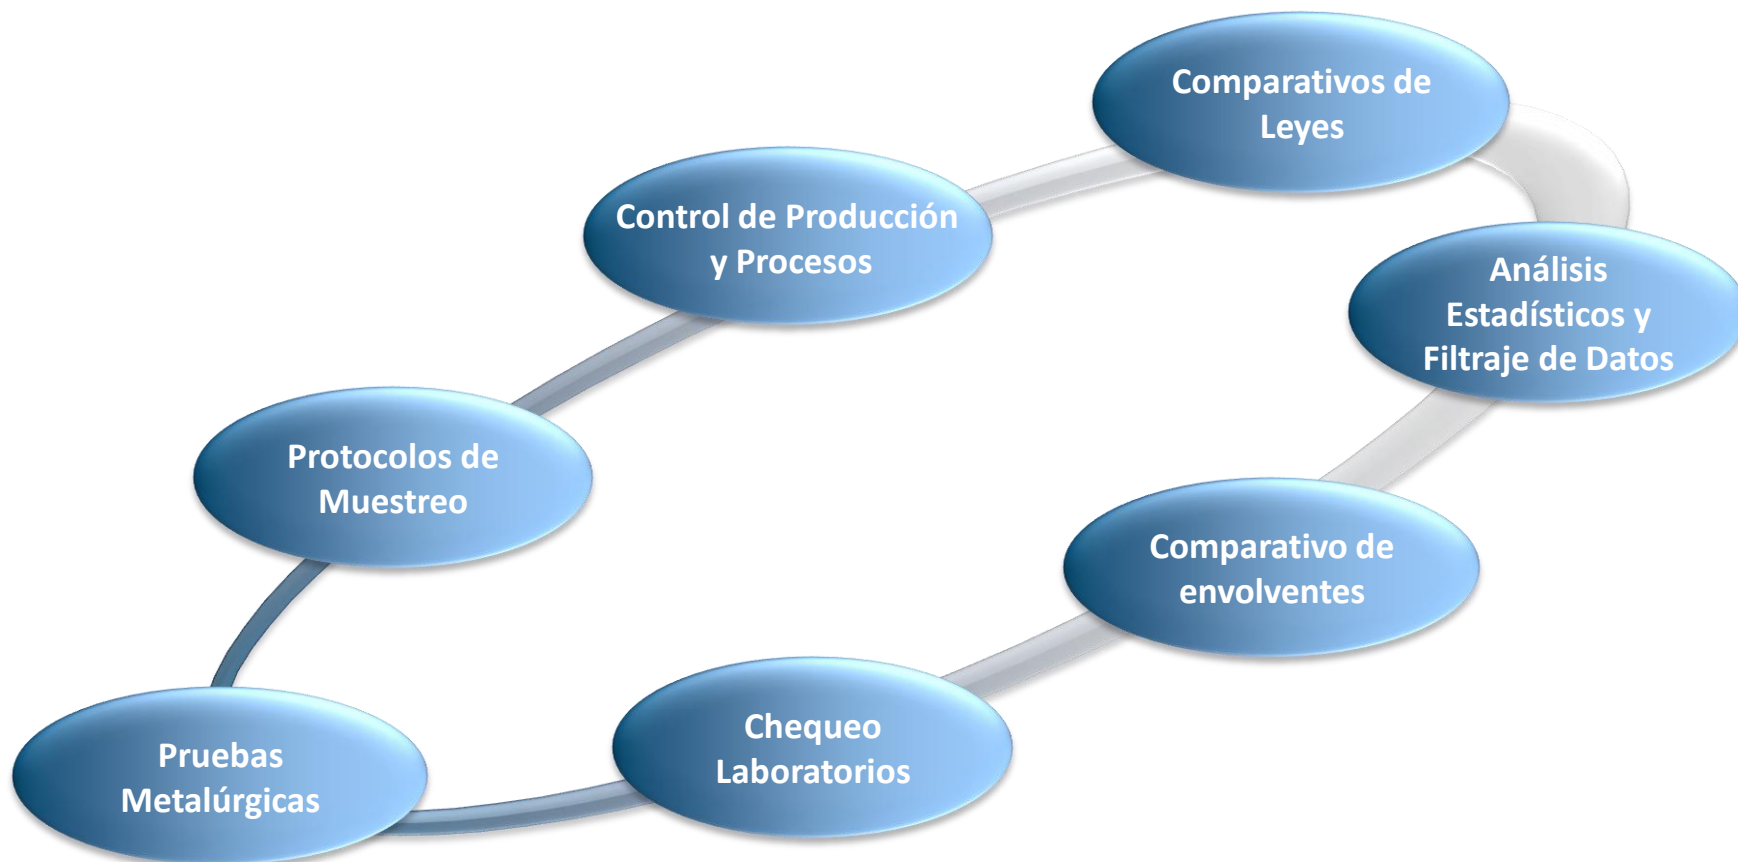 Comparativos de
Leyes
Control de Producción
y Procesos
Análisis
Estadísticos y
Filtraje de Datos
Protocolos de
Muestreo
Comparativo de
envolventes
Chequeo
Laboratorios
Pruebas
Metalúrgicas